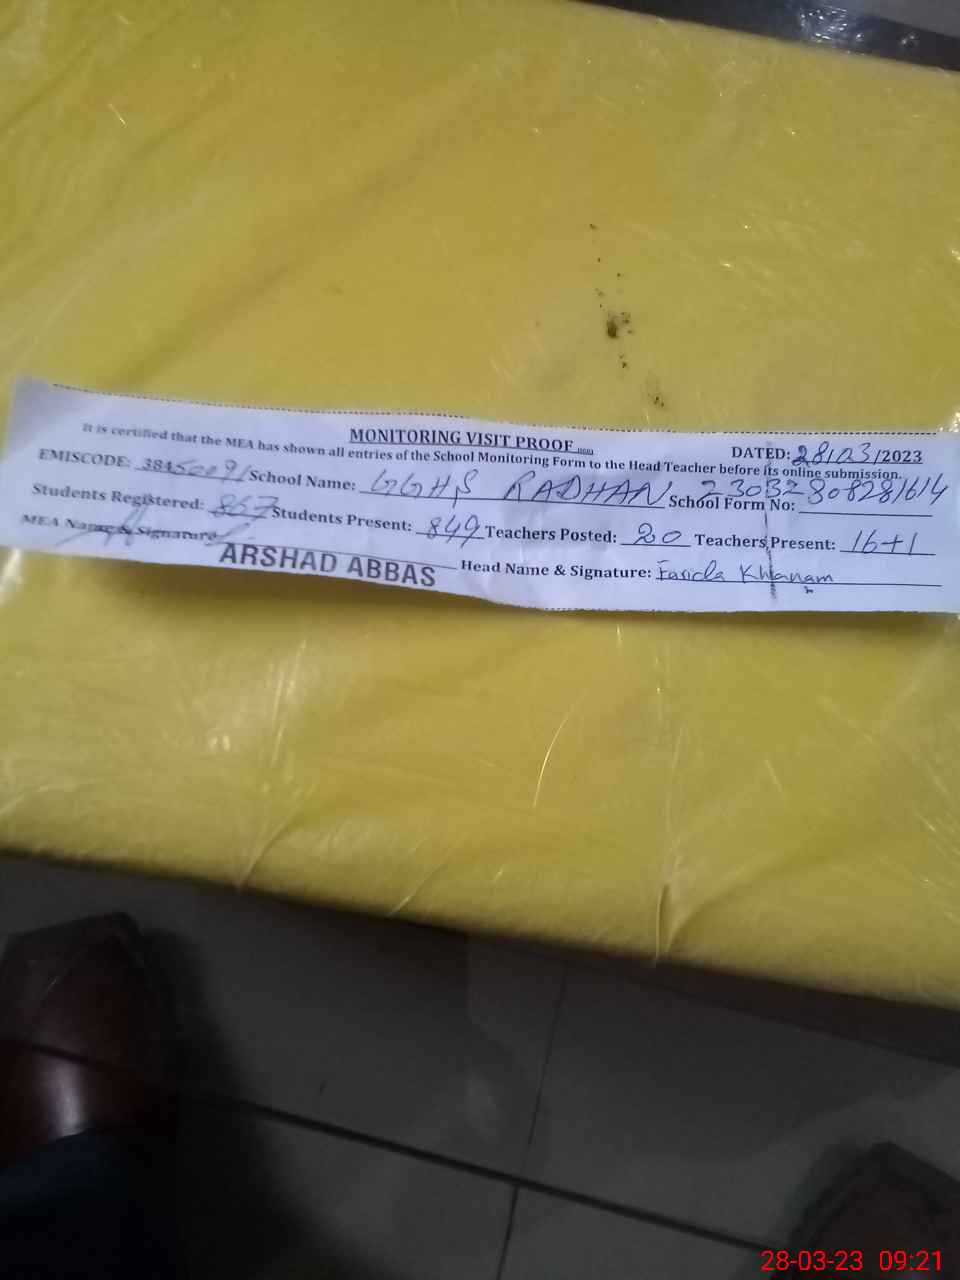 MONITORING VISIT PROOF
DATED: 28/03/2023
It is certified that the MEA has shown all entries of the School Monitoring Form to the Head Teacher before its online submission.
EMISCODE: 38450091 School Name: GGHS RADHAN School Form No: 23032808281614
Students Registered: 867 Students Present: 849 Teachers Posted: 20 Teachers Present: 16+1
MEA Name & Signature ARSHAD ABBAS Head Name & Signature: Farida Khanam
28-03-23 09:21